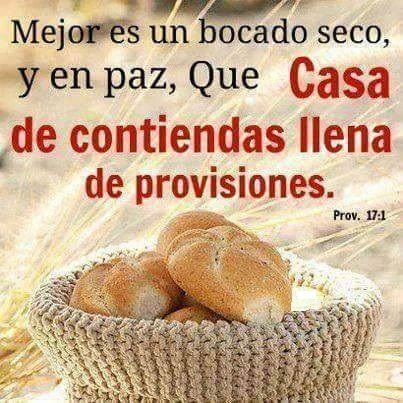 Mejor es un bocado seco,
y en paz, Que Casa
de contiendas llena
de provisiones.
Prov. 17:1